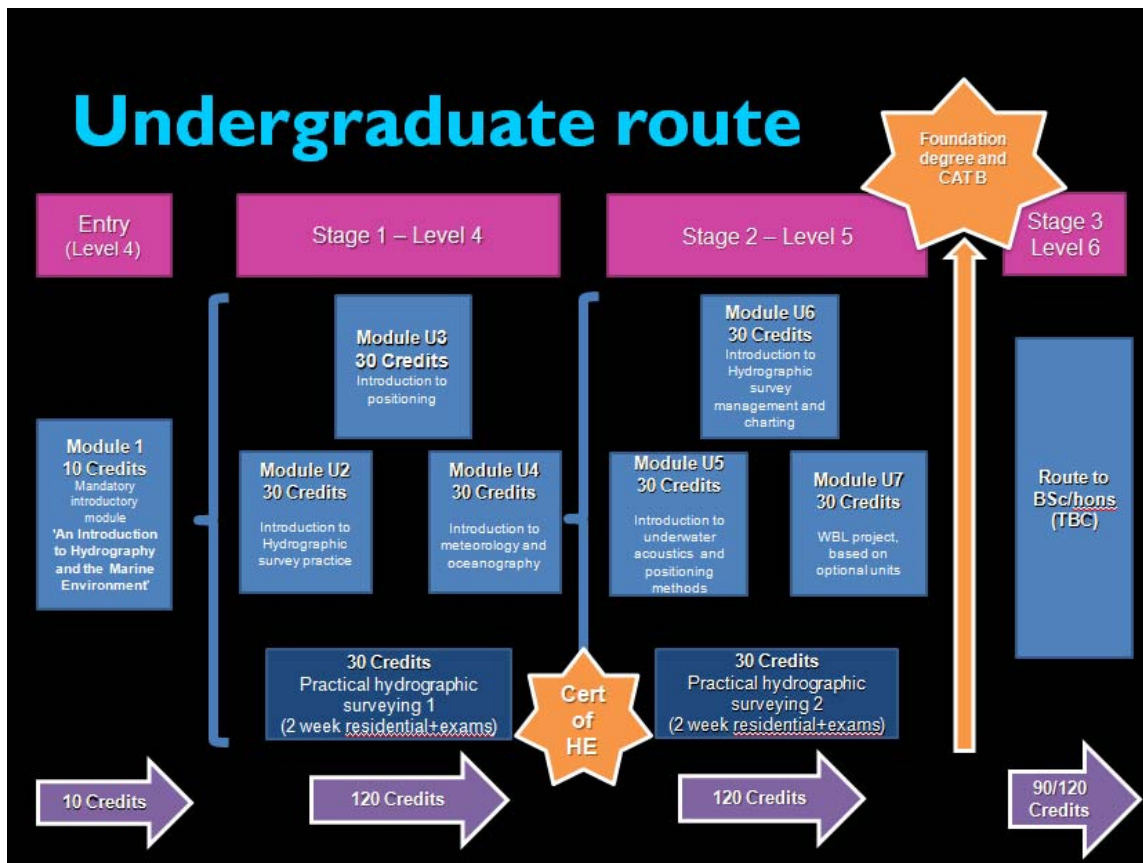 Undergraduate route
Foundation
degree and
CAT B
Entry
(Level 4)
Stage 1 – Level 4
Stage 2 – Level 5
Stage 3
Level 6
Module 1
10 Credits
Mandatory
introductory
module
'An Introduction
to Hydrography
and the Marine
Environment'
Module U3
30 Credits
Introduction to
positioning
Module U2
30 Credits
Introduction to
Hydrographic
survey practice
Module U4
30 Credits
Introduction to
meteorology and
oceanography
30 Credits
Practical hydrographic
surveying 1
(2 week residential+exams)
Cert
of
HE
Module U6
30 Credits
Introduction to
Hydrographic
survey
management and
charting
Module U5
30 Credits
Introduction to
underwater
acoustics and
positioning
methods
Module U7
30 Credits
WBL project,
based on
optional units
30 Credits
Practical hydrographic
surveying 2
(2 week residential+exams)
Route to
BSc/hons
(TBC)
10 Credits
120 Credits
120 Credits
90/120
Credits